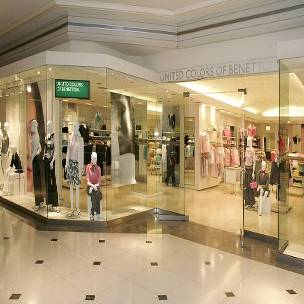 UNITED COLORS OF BENETTON
UNITED COLORS
OF BENETTON.